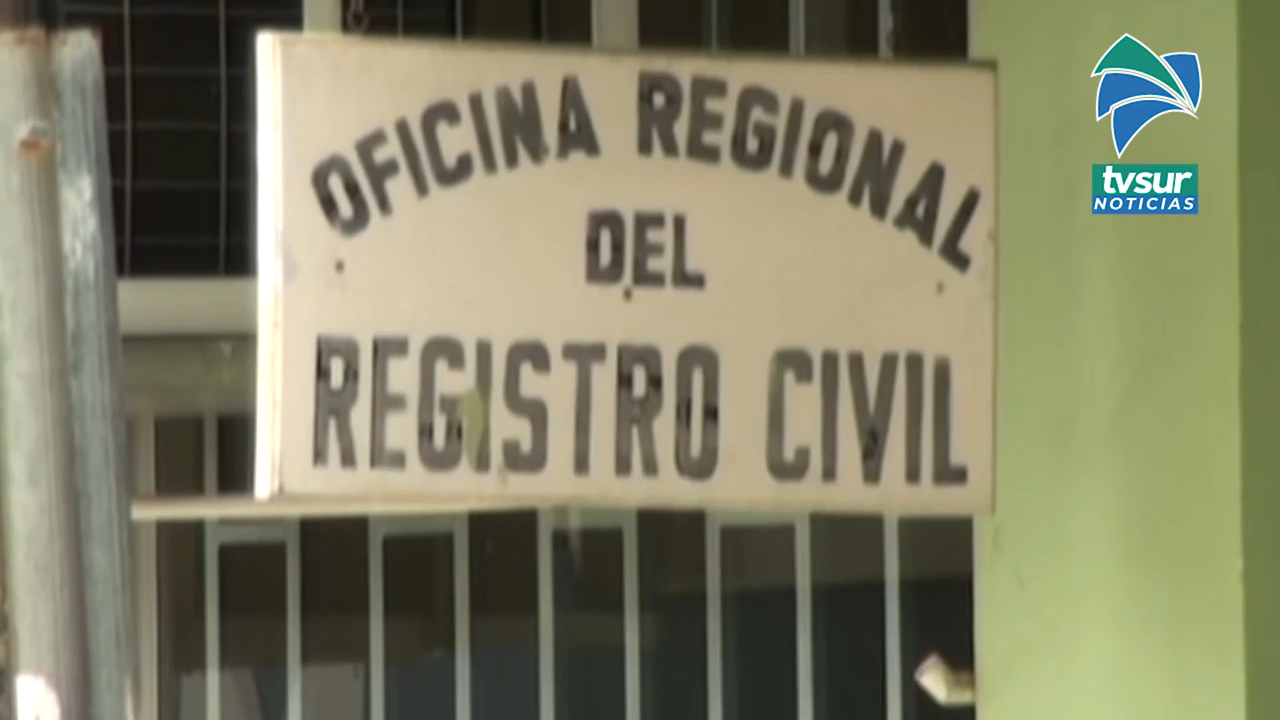 OFICINA REGIONAL
DEL
REGISTRO CIVIL
tvsur
NOTICIAS